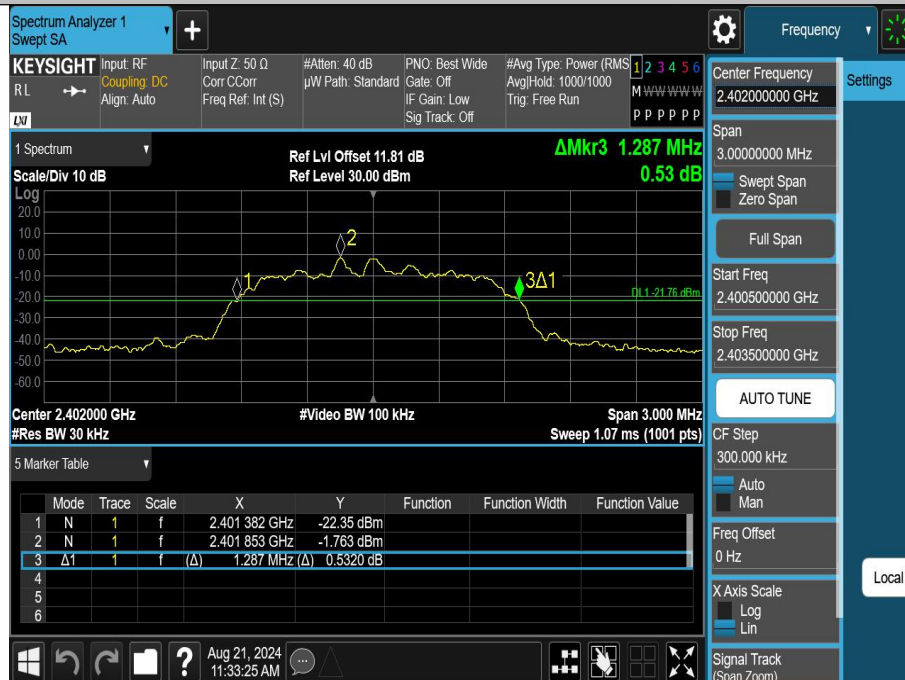 Spectrum Analyzer 1
Swept SA
+
Frequency
KEYSIGHT
RL
LXI
Input: RF
Coupling: DC
Align: Auto
Input Z: 50 Ω
Corr CCorr
Freq Ref: Int (S)
#Atten: 40 dB
µW Path: Standard
PNO: Best Wide
Gate: Off
IF Gain: Low
Sig Track: Off
#Avg Type: Power (RMS
Avg|Hold: 1000/1000
Trig: Free Run
1 2 3 4 5 6
M W W W W W
P P P P P P
1 Spectrum
Scale/Div 10 dB
Ref Lvl Offset 11.81 dB
Ref Level 30.00 dBm
ΔMkr3 1.287 MHz
0.53 dB
Log
20.0
10.0
0.00
-10.0
-20.0
-30.0
-40.0
-50.0
-60.0
1
2
3Δ1
DL1 -21.76 dBm
Center 2.402000 GHz
#Res BW 30 kHz
#Video BW 100 kHz
Span 3.000 MHz
Sweep 1.07 ms (1001 pts)
5 Marker Table
Mode Trace Scale X Y Function Function Width Function Value
1 N 1 f 2.401 382 GHz -22.35 dBm
2 N 1 f 2.401 853 GHz -1.763 dBm
3 Δ1 1 f (Δ) 1.287 MHz (Δ) 0.5320 dB
4
5
6
?
Aug 21, 2024
11:33:25 AM
Center Frequency
2.402000000 GHz
Span
3.00000000 MHz
Swept Span
Zero Span
Full Span
Start Freq
2.400500000 GHz
Stop Freq
2.403500000 GHz
AUTO TUNE
CF Step
300.000 kHz
Auto
Man
Freq Offset
0 Hz
X Axis Scale
Log
Lin
Signal Track
(Span Zoom)
Settings
Local